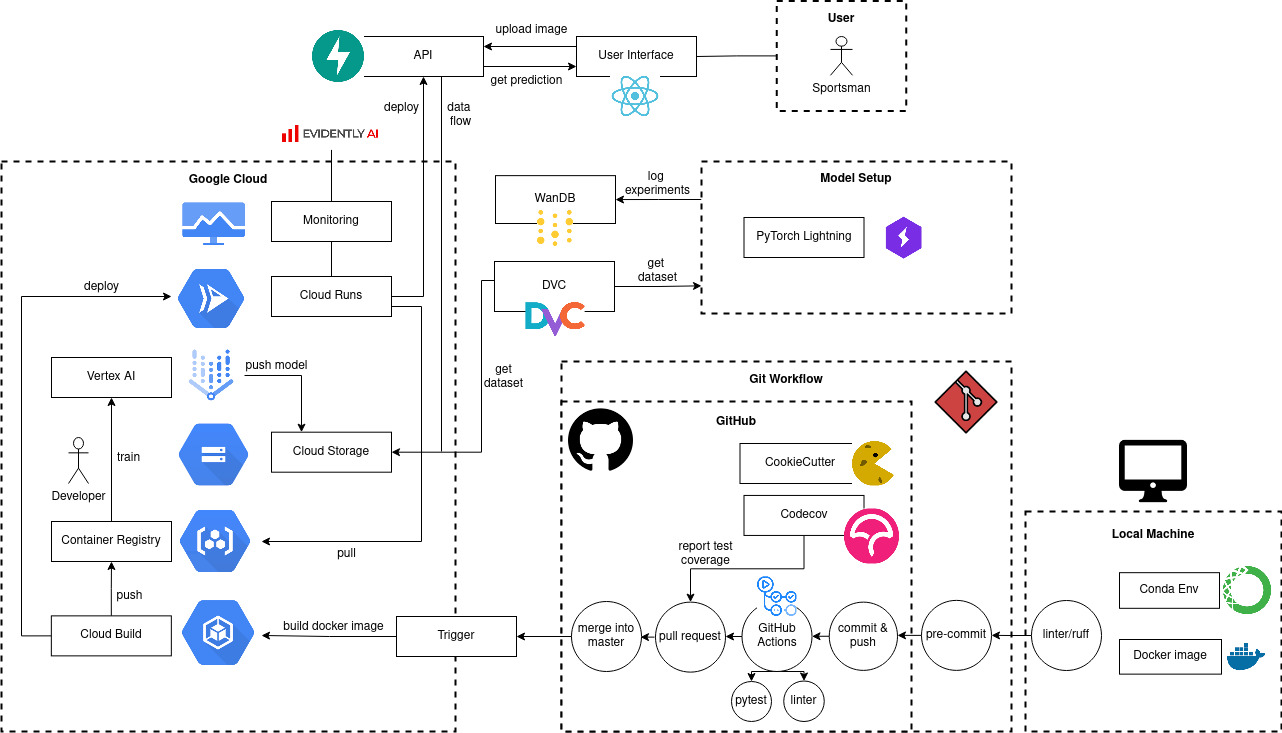 User
Sportsman
upload image
API
User Interface
get prediction
deploy
data
flow
EVIDENTLY AI
Google Cloud
Monitoring
Cloud Runs
deploy
Vertex AI
push model
Cloud Storage
train
Developer
Container Registry
pull
push
Cloud Build
build docker image
Trigger
WanDB
log
experiments
Model Setup
PyTorch Lightning
DVC
DVC
get
dataset
get
dataset
Git Workflow
GitHub
CookieCutter
Codecov
report test
coverage
merge into
master
pull request
GitHub
Actions
commit &
push
pre-commit
linter/ruff
pytest
linter
Local Machine
Conda Env
Docker image